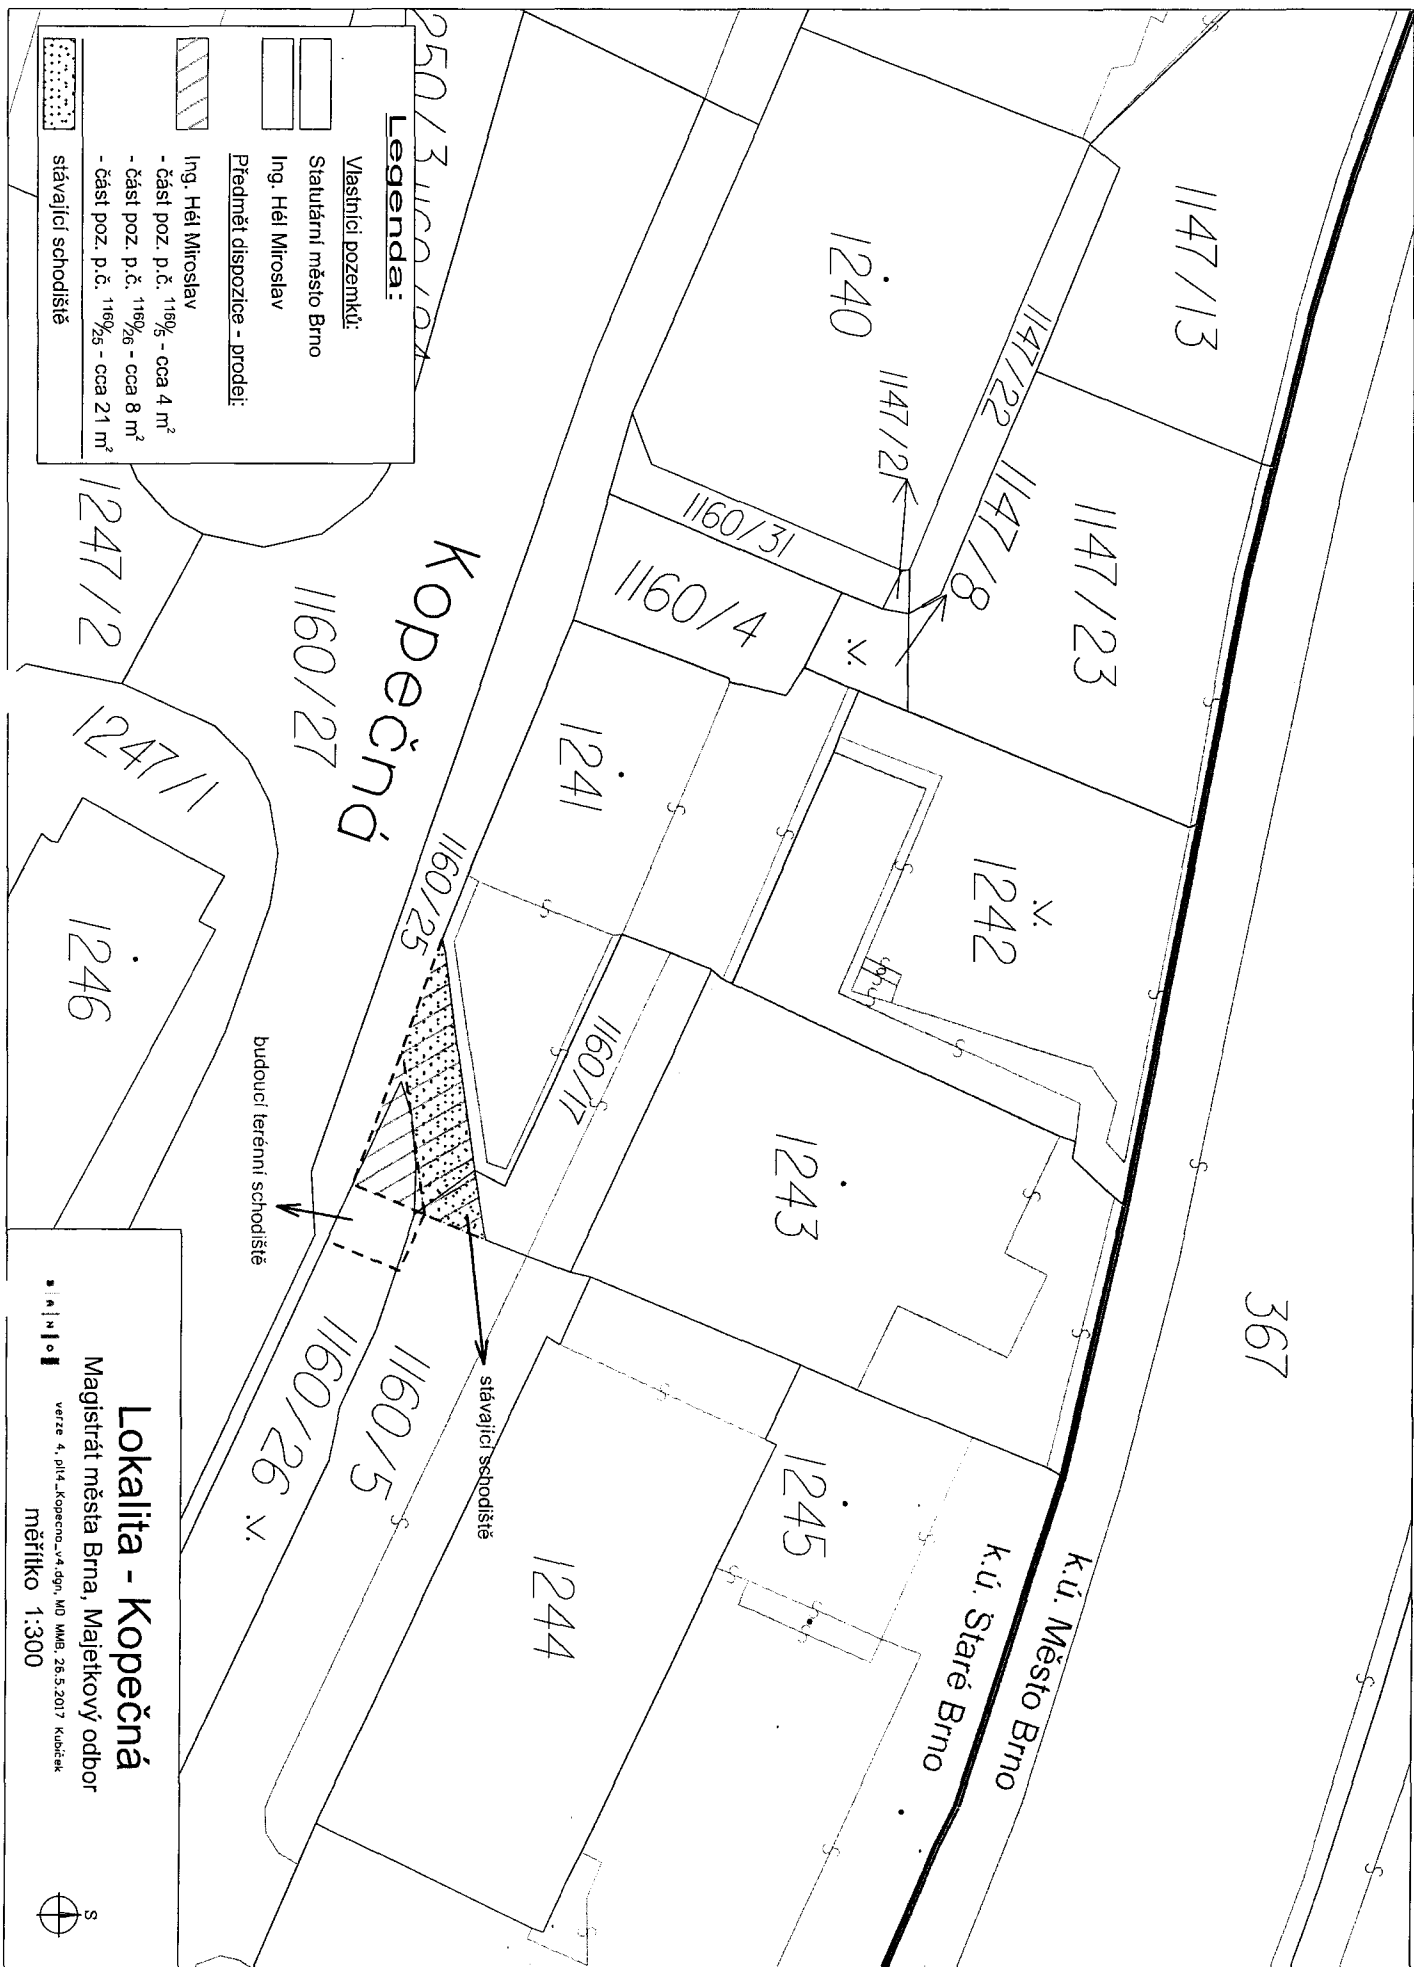 Legenda:
Vlastníci pozemků:
Statutární město Brno
Ing. Hél Miroslav
Předmět dispozice - prodej:
Ing. Hél Miroslav
- část poz. p.č. 1160/5 - cca 4 m²
- část poz. p.č. 1160/26 - cca 8 m²
- část poz. p.č. 1160/25 - cca 21 m²
stávající schodiště
1147/13
1147/22
1147/23
1147/8
1147/21
1240
1160/31
1160/4
v.
367
1242
v.
1241
1243
1160/17
1160/25
Kopečná
1160/27
1247/2
1247/1
1246
budoucí terénní schodiště
stávající schodiště
1245
1244
1160/5
1160/26 v.
k.ú. Město Brno
k.ú. Staré Brno
Lokalita - Kopečná
Magistrát města Brna, Majetkový odbor
verze 4, plt4_Kopecna_v4.dgn, MO MMB, 26.5.2017 Kubíček
měřítko 1:300
B R N O
S